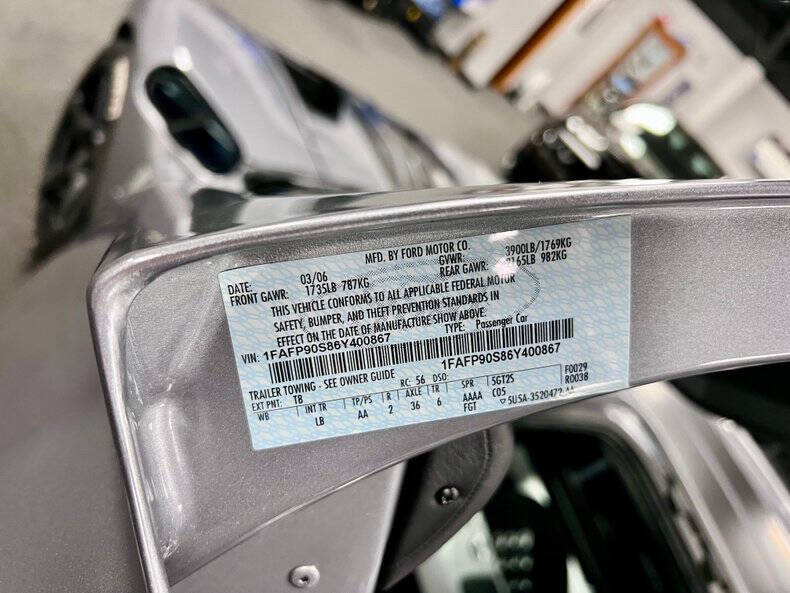 MFD. BY FORD MOTOR CO.
DATE: 03/06 GVWR: 3900LB/1769KG
FRONT GAWR: 1735LB 787KG REAR GAWR: 2165LB 982KG
THIS VEHICLE CONFORMS TO ALL APPLICABLE FEDERAL MOTOR
SAFETY, BUMPER, AND THEFT PREVENTION STANDARDS IN
EFFECT ON THE DATE OF MANUFACTURE SHOW ABOVE.
VIN: 1FAFP90S86Y400867 TYPE: Passenger Car
1FAFP90S86Y400867
TRAILER TOWING - SEE OWNER GUIDE F0029
EXT PNT: TB RC: 56 DSO: R0038
WB INT TR TP/PS R AXLE TR SPR 5GT2S
LB AA 2 36 6 AAAA C05
FGT 5U5A-3520472-